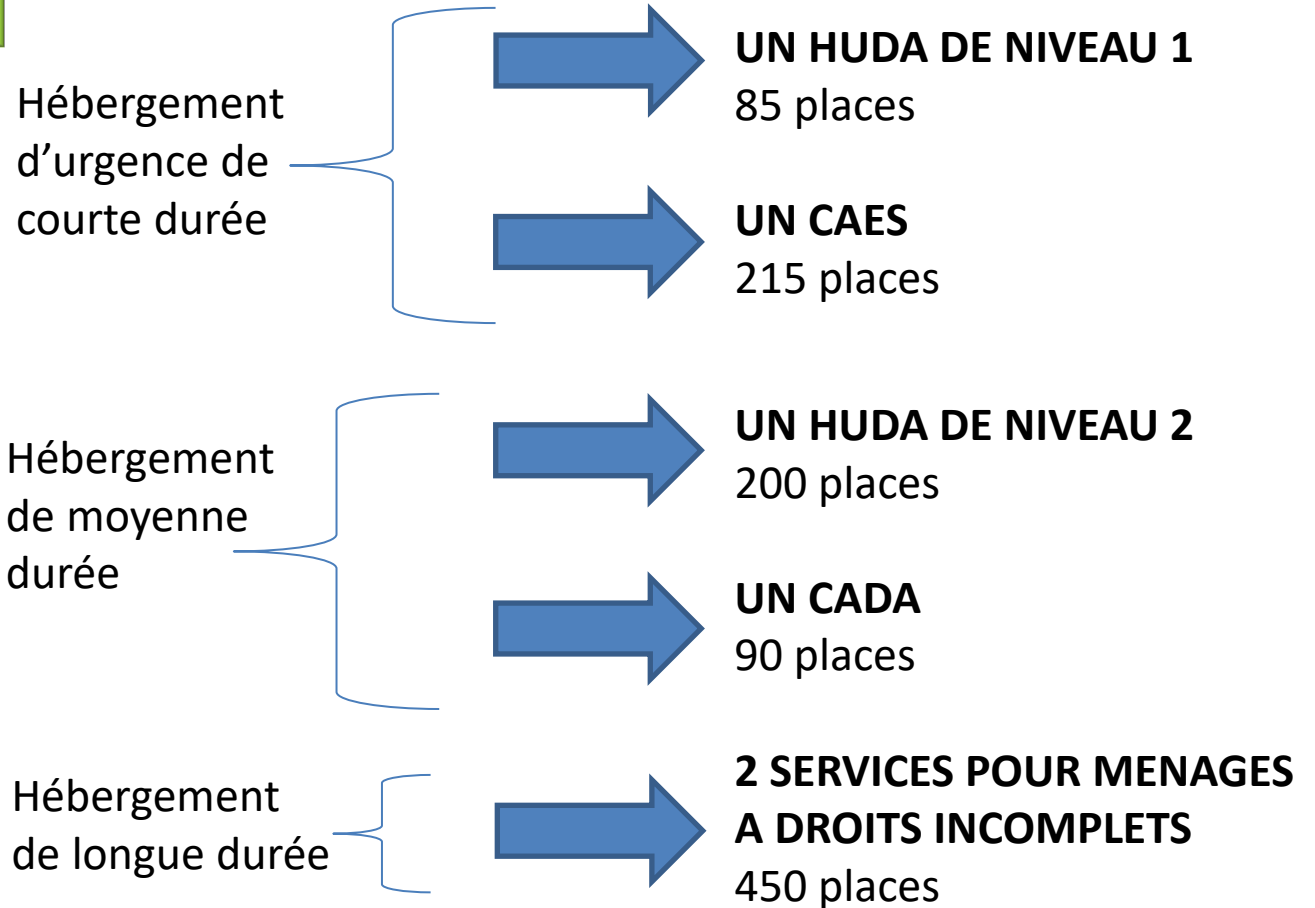 Hébergement
d’urgence de
courte durée
UN HUDA DE NIVEAU 1
85 places
UN CAES
215 places
Hébergement
de moyenne
durée
UN HUDA DE NIVEAU 2
200 places
UN CADA
90 places
Hébergement
de longue durée
2 SERVICES POUR MENAGES
A DROITS INCOMPLETS
450 places